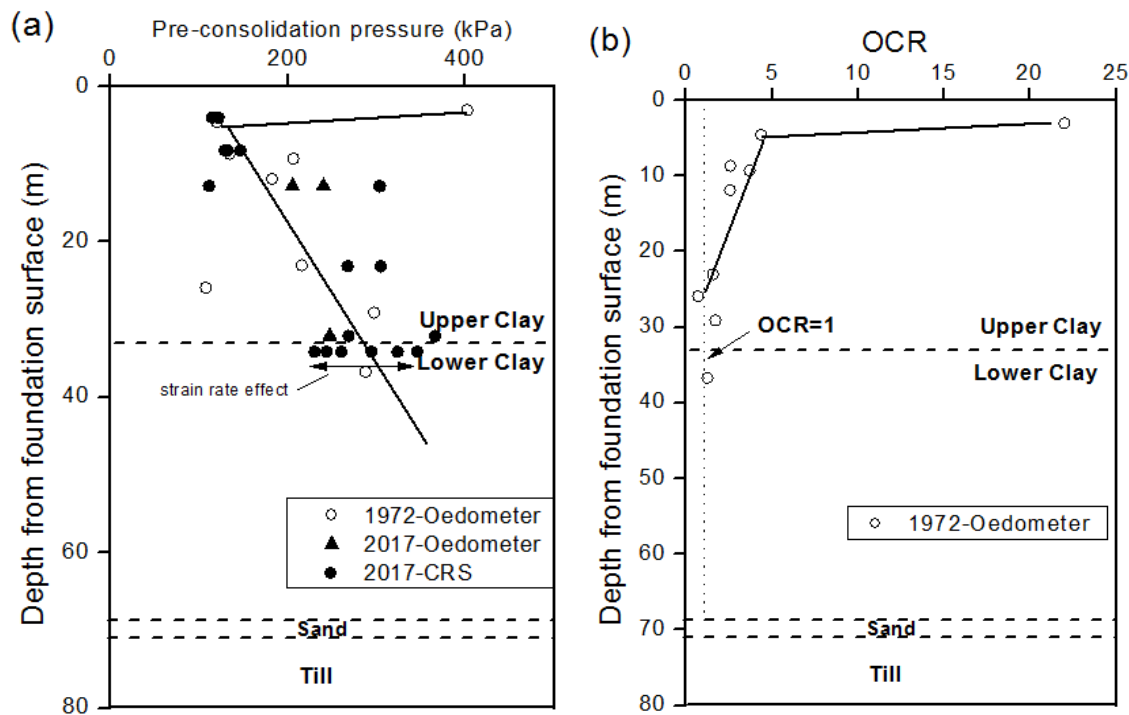 (a)
Pre-consolidation pressure (kPa)
0 200 400
Depth from foundation surface (m)
0
20
40
60
80
Upper Clay
Lower Clay
strain rate effect
1972-Oedometer
2017-Oedometer
2017-CRS
Sand
Till
(b)
OCR
0 5 10 15 20 25
Depth from foundation surface (m)
0
10
20
30
40
50
60
70
80
OCR=1
Upper Clay
Lower Clay
1972-Oedometer
Sand
Till